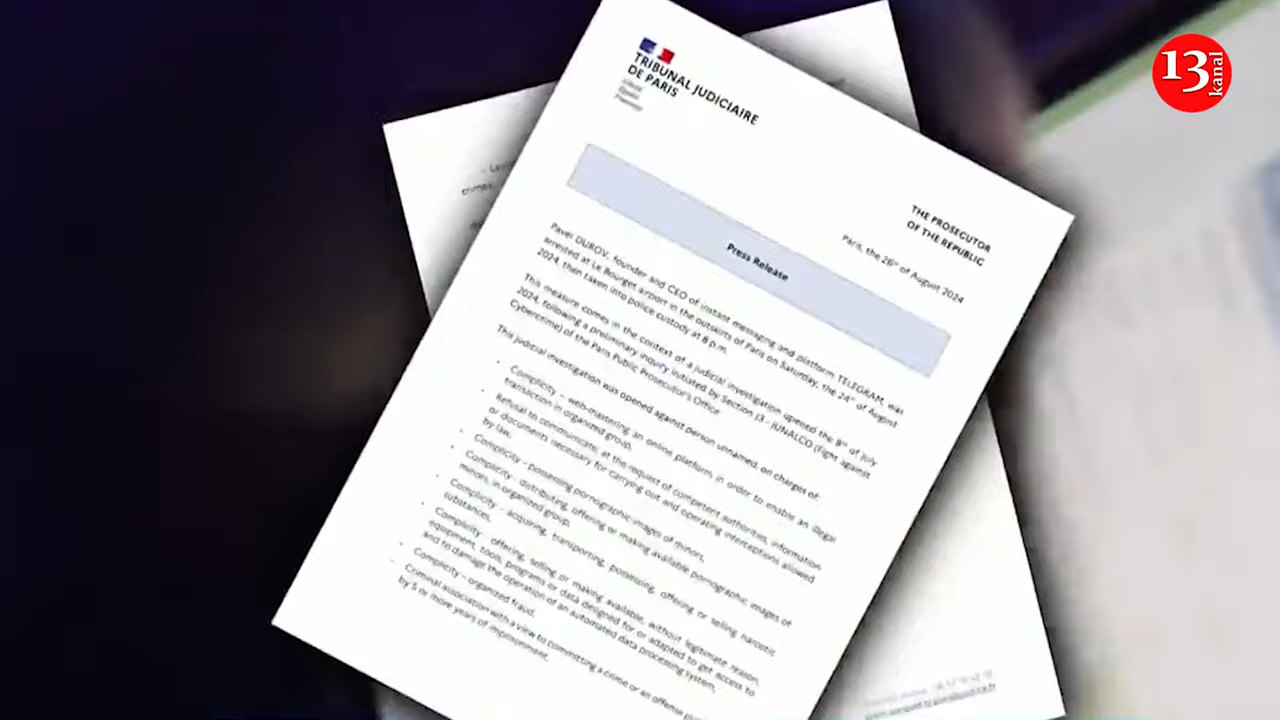 13
kanal
TRIBUNAL JUDICIAIRE
DE PARIS
THE PROSECUTOR
OF THE REPUBLIC
Paris, the 26th of August 2024
Press Release
Pavel DUROV, founder and CEO of instant messaging and platform TELEGRAM, was
arrested at Le Bourget airport in the outskirts of Paris on Saturday, the 24th of August
2024, then taken into police custody at 8 p.m.
This measure comes in the context of a judicial investigation opened the 8th of July
2024, following a preliminary inquiry initiated by Section J3 - JUNALCO (Fight against
Cybercrime) of the Paris Public Prosecutor's Office
This judicial investigation was opened against person unnamed, on charges of:
Complicity – web-mastering an online platform in order to enable an illegal
transaction in organized group,
Refusal to communicate, at the request of competent authorities, information
or documents necessary for carrying out and operating interceptions allowed
by law,
Complicity – possessing pornographic images of minors,
Complicity – distributing, offering or making available pornographic images of
minors, in organized group,
Complicity – acquiring, transporting, possessing, offering or selling narcotic
substances,
Complicity – offering, selling or making available, without legitimate reason,
equipment, tools, programs or data designed for or adapted to get access to
and to damage the operation of an automated data processing system,
Complicity – organized fraud,
Criminal association with a view to committing a crime or an offense
by 5 or more years of imprisonment,
crimes